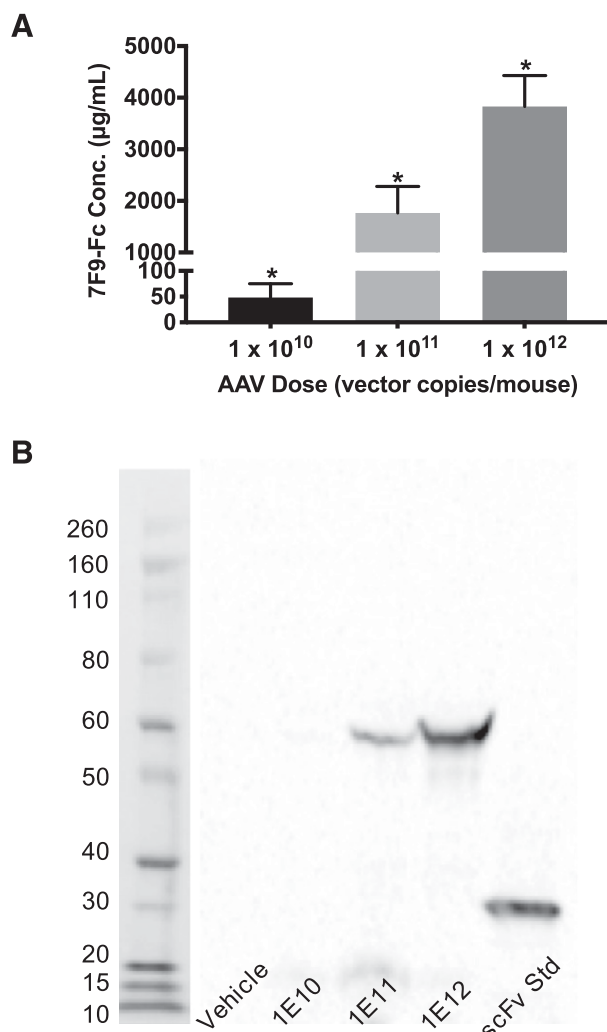 A
5000
4000
3000
2000
1000
100
50
0
7F9-Fc Conc. (µg/mL)
*
*
*
1 x 10¹⁰ 1 x 10¹¹ 1 x 10¹²
AAV Dose (vector copies/mouse)
B
260
160
110
80
60
50
40
30
20
15
10
Vehicle
1E10
1E11
1E12
scFv Std